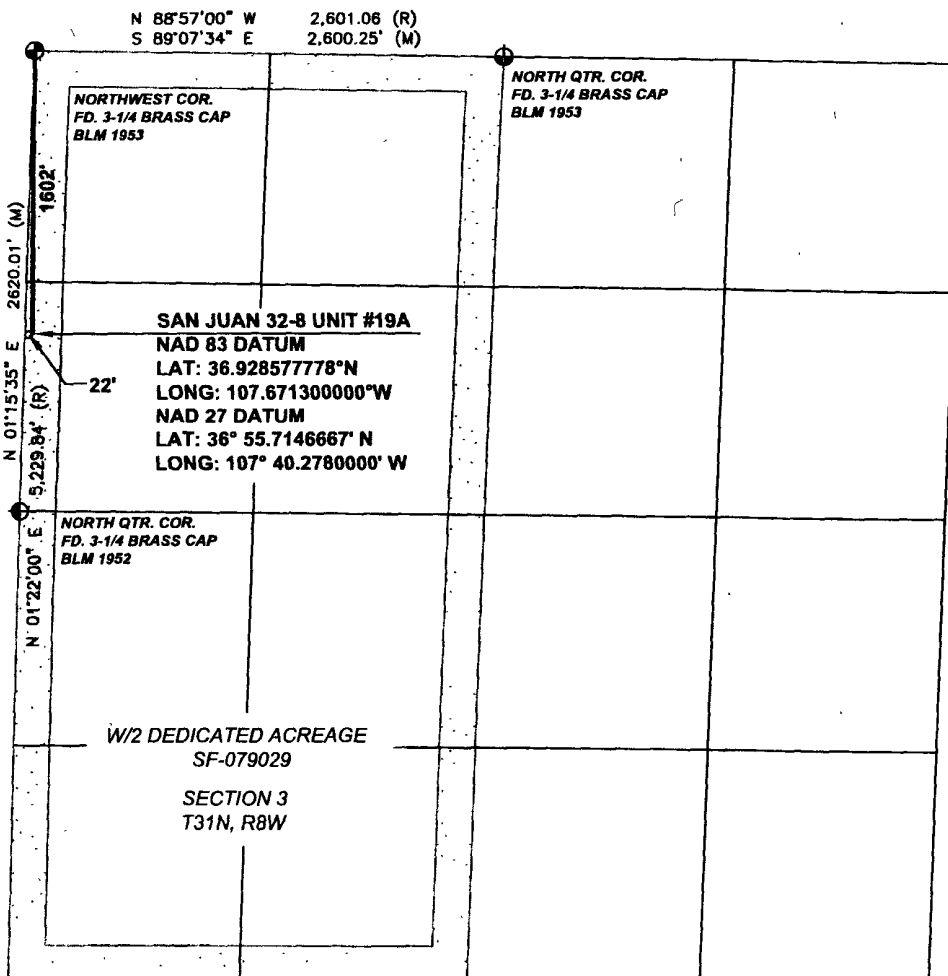 N 88°57'00" W 2,601.06 (R)
S 89°07'34" E 2,600.25' (M)
NORTHWEST COR.
FD. 3-1/4 BRASS CAP
BLM 1953
NORTH QTR. COR.
FD. 3-1/4 BRASS CAP
BLM 1953
1602'
N 01°15'35" E 2620.01' (M)
SAN JUAN 32-8 UNIT #19A
NAD 83 DATUM
LAT: 36.928577778°N
LONG: 107.671300000°W
NAD 27 DATUM
LAT: 36° 55.7146667' N
LONG: 107° 40.2780000' W
22'
N 01°22'00" E 5,229.84' (R)
NORTH QTR. COR.
FD. 3-1/4 BRASS CAP
BLM 1952
W/2 DEDICATED ACREAGE
SF-079029
SECTION 3
T31N, R8W